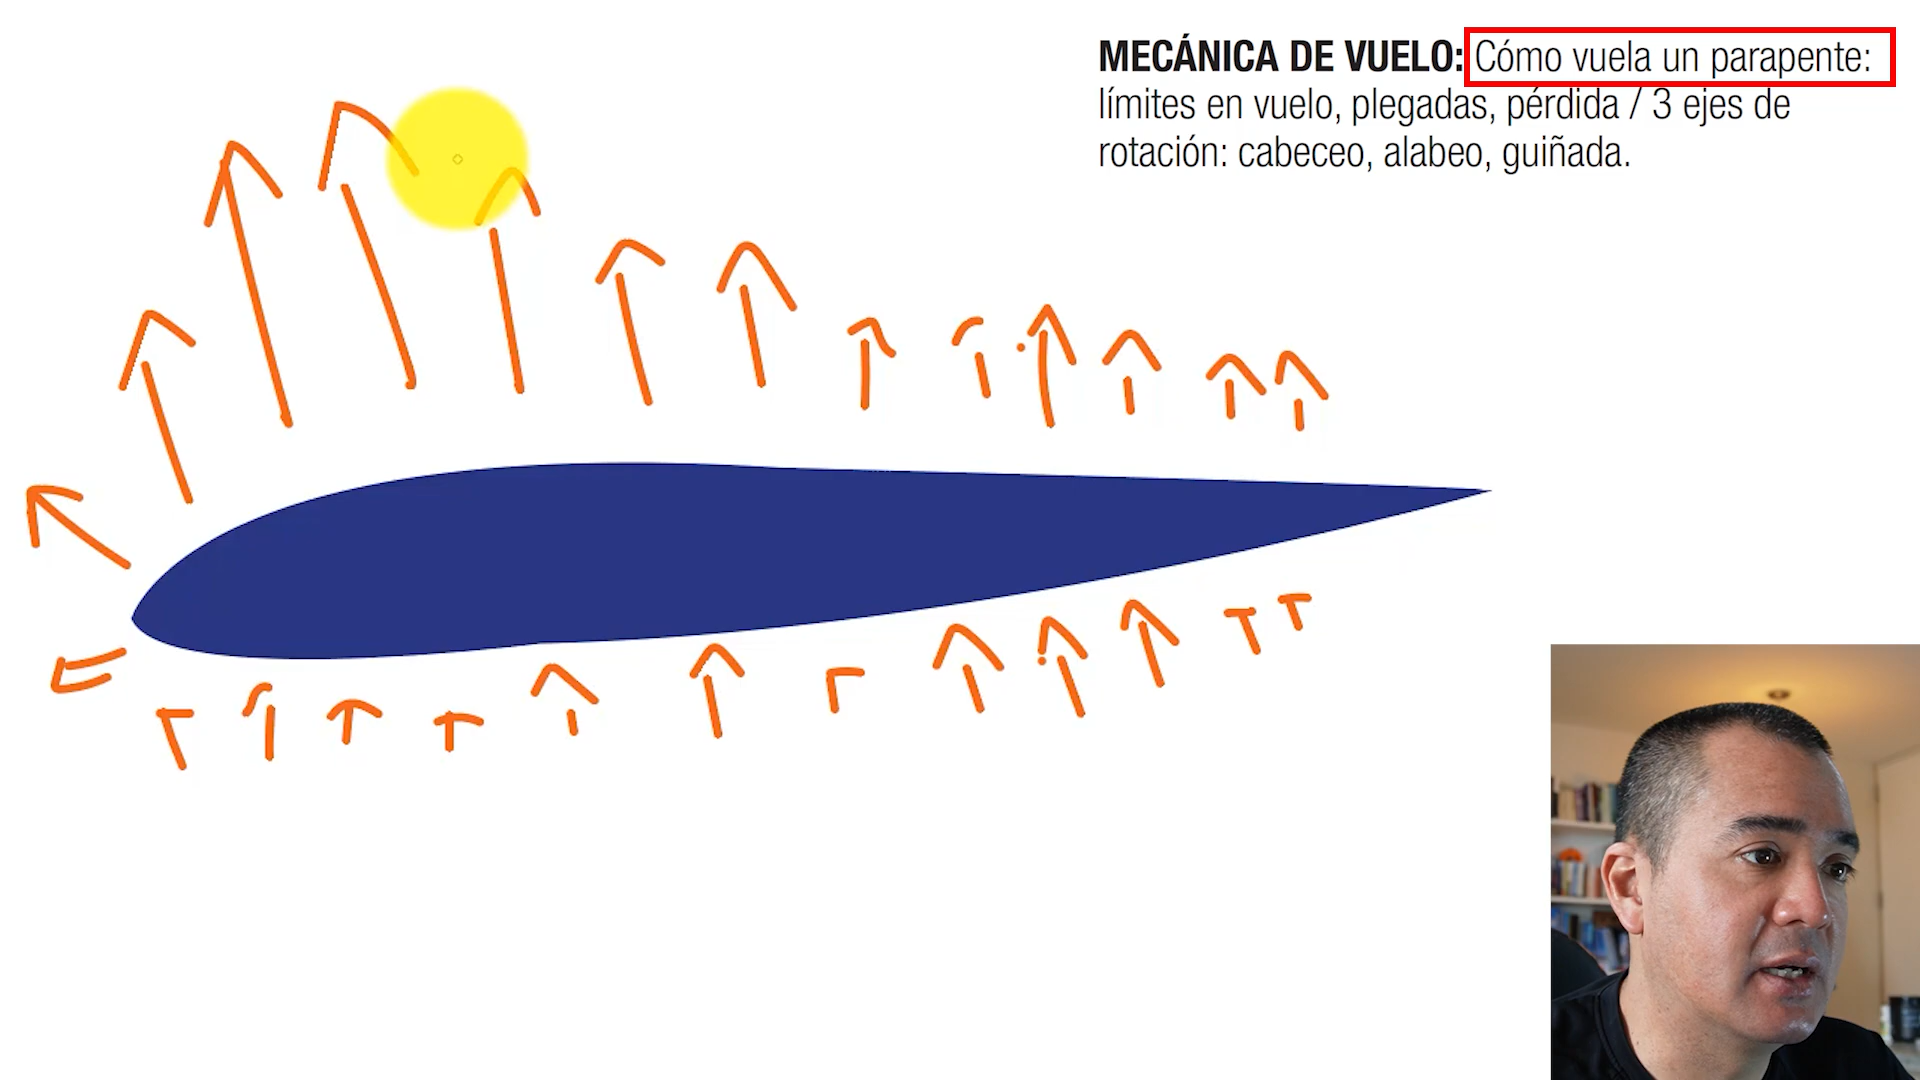 MECÁNICA DE VUELO: Cómo vuela un parapente:
límites en vuelo, plegadas, pérdida / 3 ejes de
rotación: cabeceo, alabeo, guiñada.